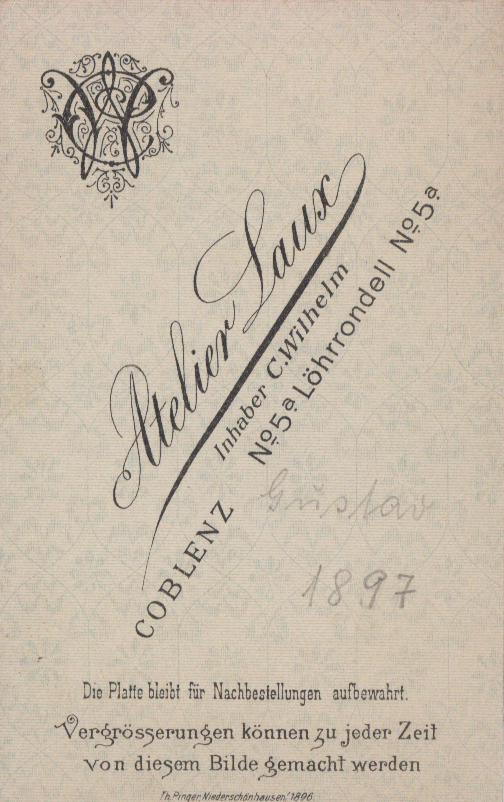 Atelier Laux
Inhaber C. Wilhelm
No. 5a Löhrrondell No. 5a
COBLENZ
Gustav
1897
Die Platte bleibt für Nachbestellungen aufbewahrt.
Vergrösserungen können zu jeder Zeit
von diesem Bilde gemacht werden
Th. Pinger, Niederschönhausen, 1896.